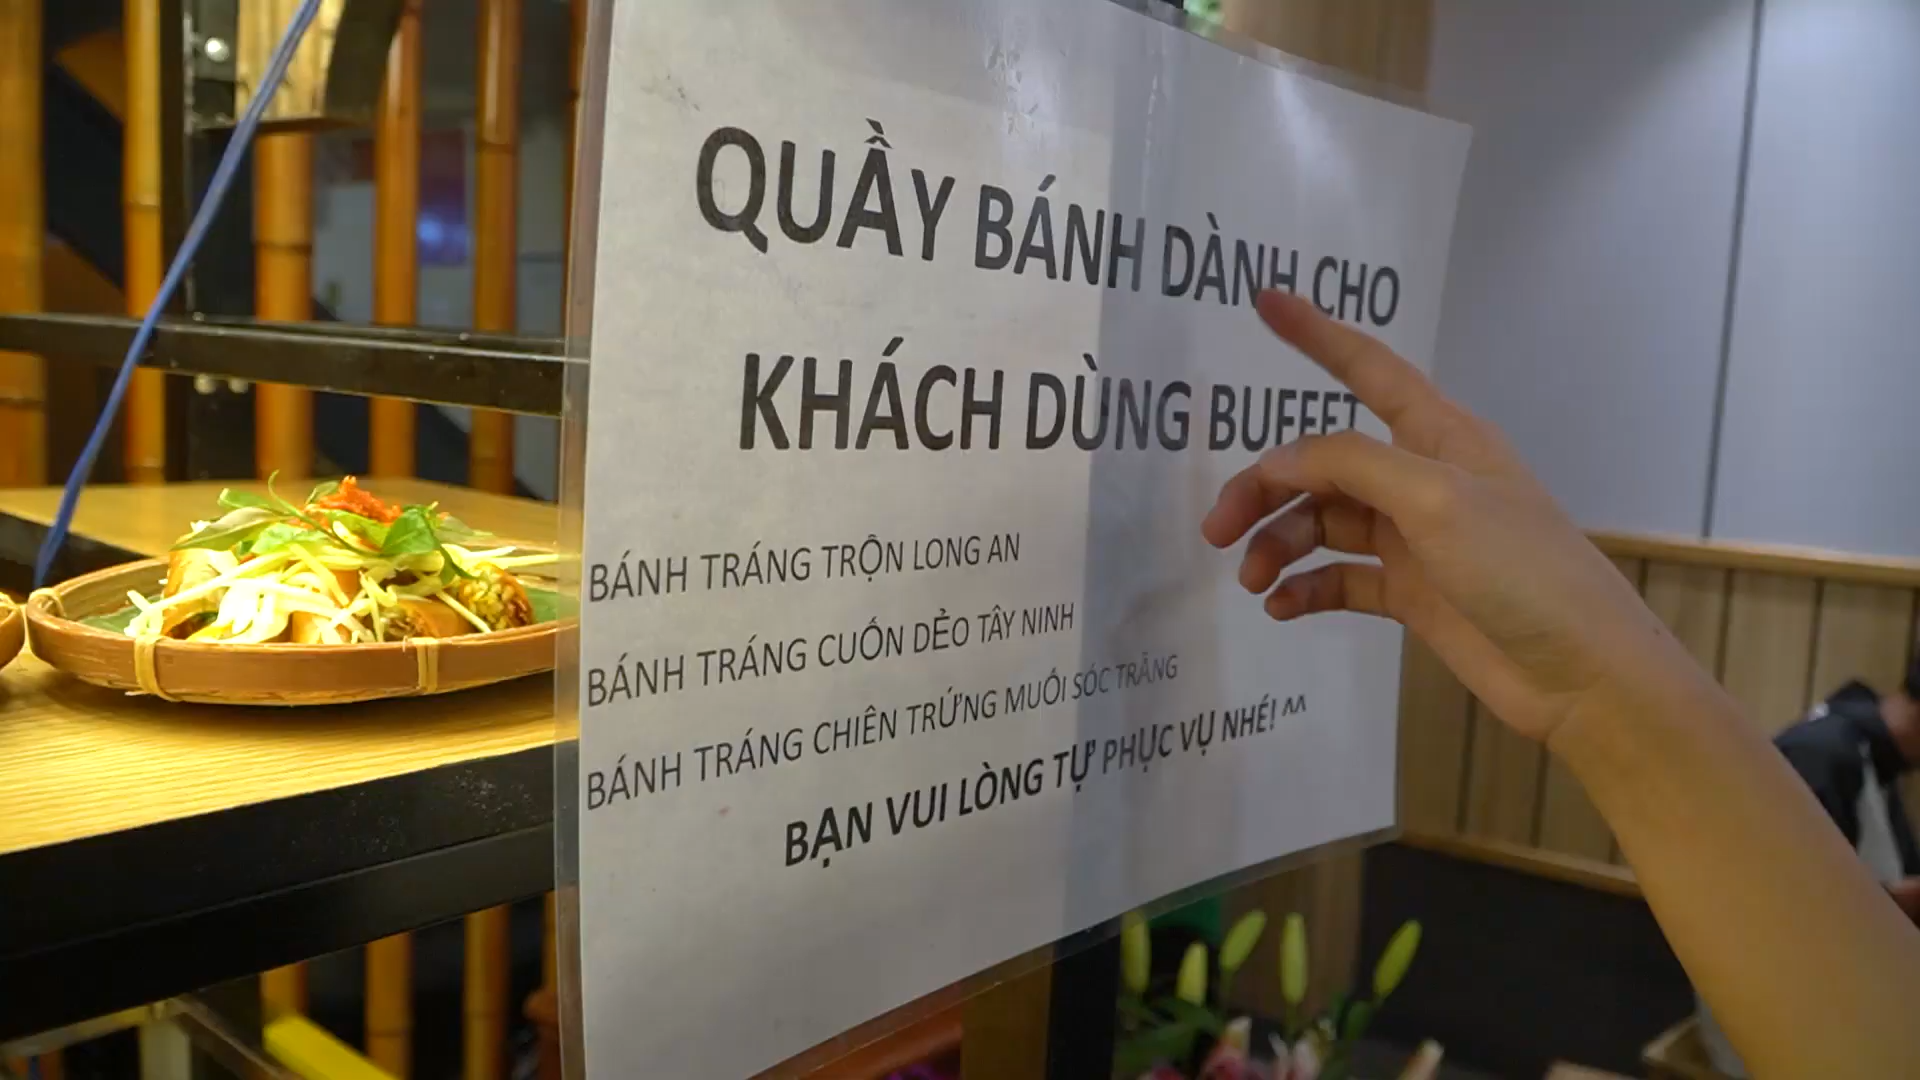 QUẦY BÁNH DÀNH CHO
KHÁCH DÙNG BUFFET
BÁNH TRÁNG TRỘN LONG AN
BÁNH TRÁNG CUỐN DẺO TÂY NINH
BÁNH TRÁNG CHIÊN TRỨNG MUỐI SÓC TRĂNG
BẠN VUI LÒNG TỰ PHỤC VỤ NHÉ! ^^